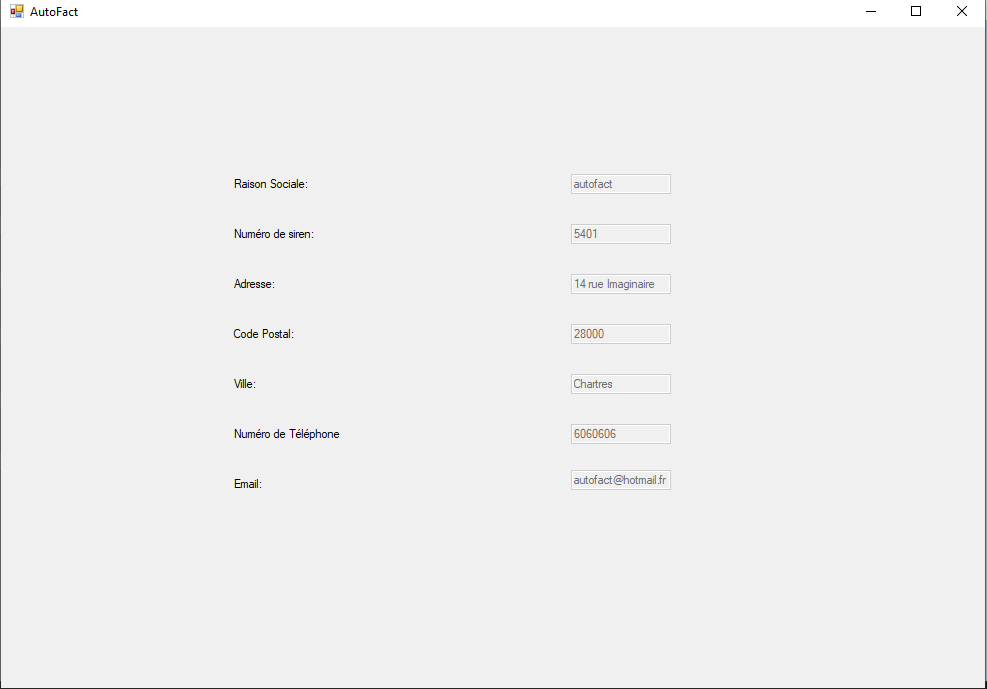 AutoFact
Raison Sociale: autofact
Numéro de siren: 5401
Adresse: 14 rue Imaginaire
Code Postal: 28000
Ville: Chartres
Numéro de Téléphone 6060606
Email: autofact@hotmail.fr